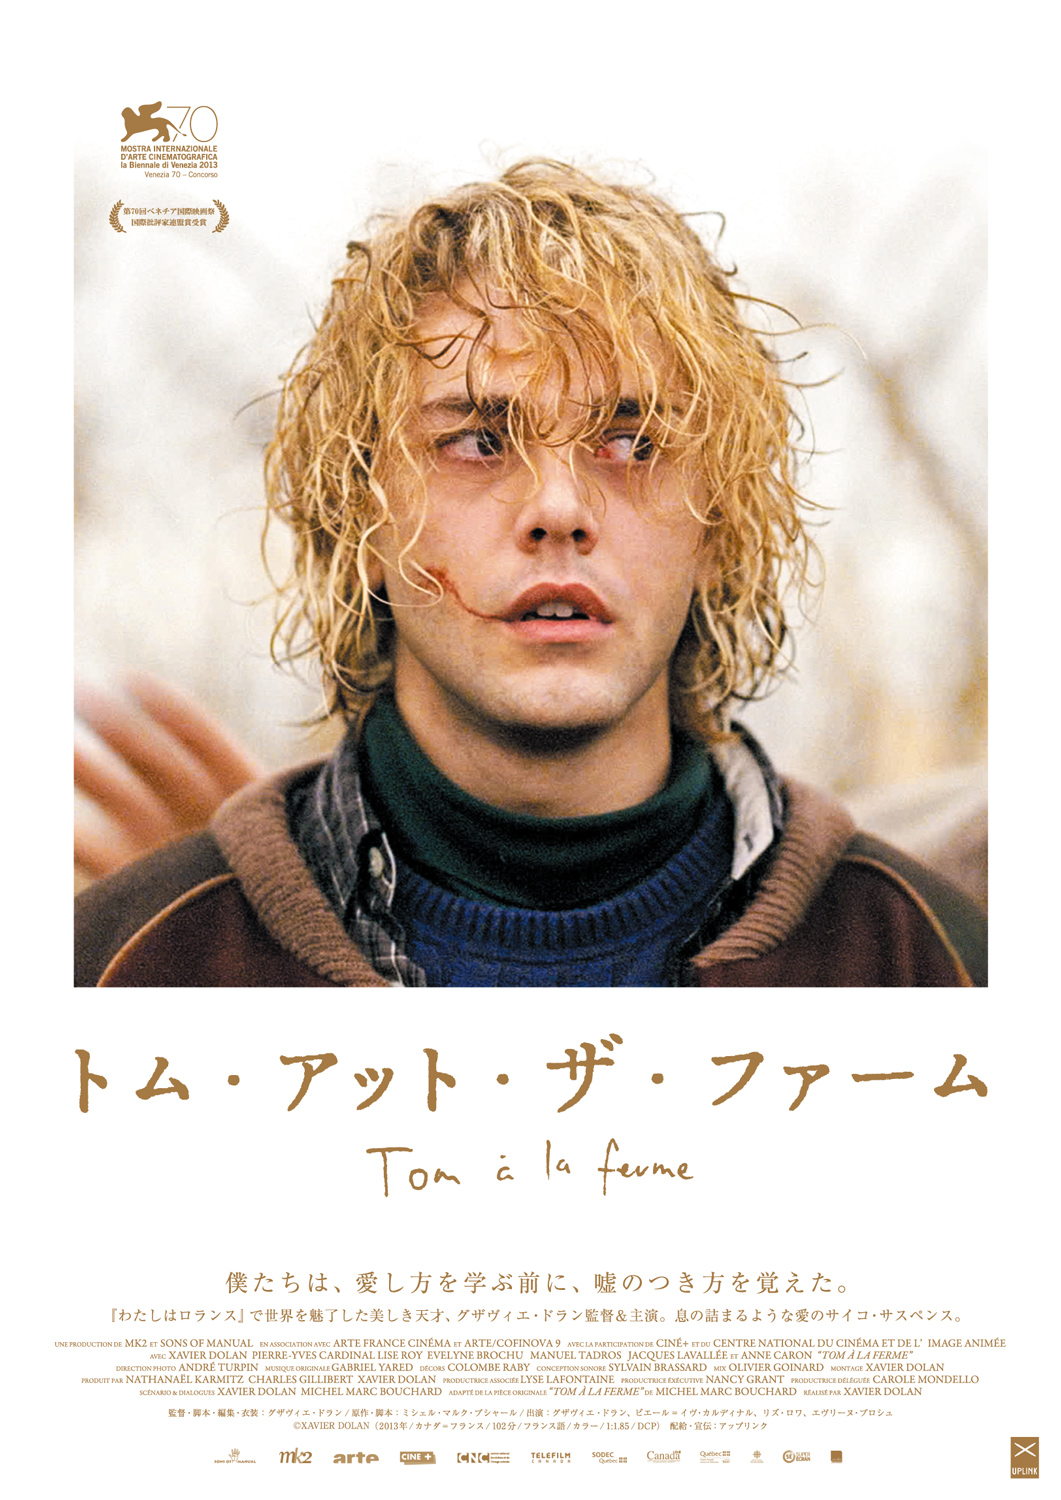 70
MOSTRA INTERNAZIONALE
D'ARTE CINEMATOGRAFICA
la Biennale di Venezia 2013
Venezia 70 – Concorso
第70回ベネチア国際映画祭
国際批評家連盟賞受賞
トム・アット・ザ・ファーム
Tom à la ferme
僕たちは、愛し方を学ぶ前に、嘘のつき方を覚えた。
『わたしはロランス』で世界を魅了した美しき天才、グザヴィエ・ドラン監督&主演。息の詰まるような愛のサイコ・サスペンス。
UNE PRODUCTION DE MK2 ET SONS OF MANUAL EN ASSOCIATION AVEC ARTE FRANCE CINÉMA ET ARTE/COFINOVA 9 AVEC LA PARTICIPATION DE CINÉ+ ET DU CENTRE NATIONAL DU CINÉMA ET DE L' IMAGE ANIMÉE
AVEC XAVIER DOLAN PIERRE-YVES CARDINAL LISE ROY EVELYNE BROCHU MANUEL TADROS JACQUES LAVALLÉE ET ANNE CARON "TOM À LA FERME"
DIRECTION PHOTO ANDRÉ TURPIN MUSIQUE ORIGINALE GABRIEL YARED DÉCORS COLOMBE RABY CONCEPTION SONORE SYLVAIN BRASSARD MIX OLIVIER GOINARD MONTAGE XAVIER DOLAN
PRODUIT PAR NATHANAËL KARMITZ CHARLES GILLIBERT XAVIER DOLAN PRODUCTRICE ASSOCIÉE LYSE LAFONTAINE PRODUCTRICE EXÉCUTIVE NANCY GRANT PRODUCTRICE DÉLÉGUÉE CAROLE MONDELLO
SCÉNARIO & DIALOGUES XAVIER DOLAN MICHEL MARC BOUCHARD ADAPTÉ DE LA PIÈCE ORIGINALE "TOM À LA FERME" DE MICHEL MARC BOUCHARD RÉALISÉ PAR XAVIER DOLAN
監督・脚本・編集・衣装：グザヴィエ・ドラン / 原作・脚本：ミシェル・マルク・ブシャール / 出演：グザヴィエ・ドラン、ピエール＝イヴ・カルディナル、リズ・ロワ、エヴリーヌ・ブロシュ
©XAVIER DOLAN（2013年/カナダ＝フランス/102分/フランス語/カラー/1:1.85/DCP） 配給・宣伝：アップリンク
SONS OF MANUAL mk2 arte CINE + CNC TELEFILM CANADA SODEC Québec Canada Québec SUPER ÉCRAN
UPLINK